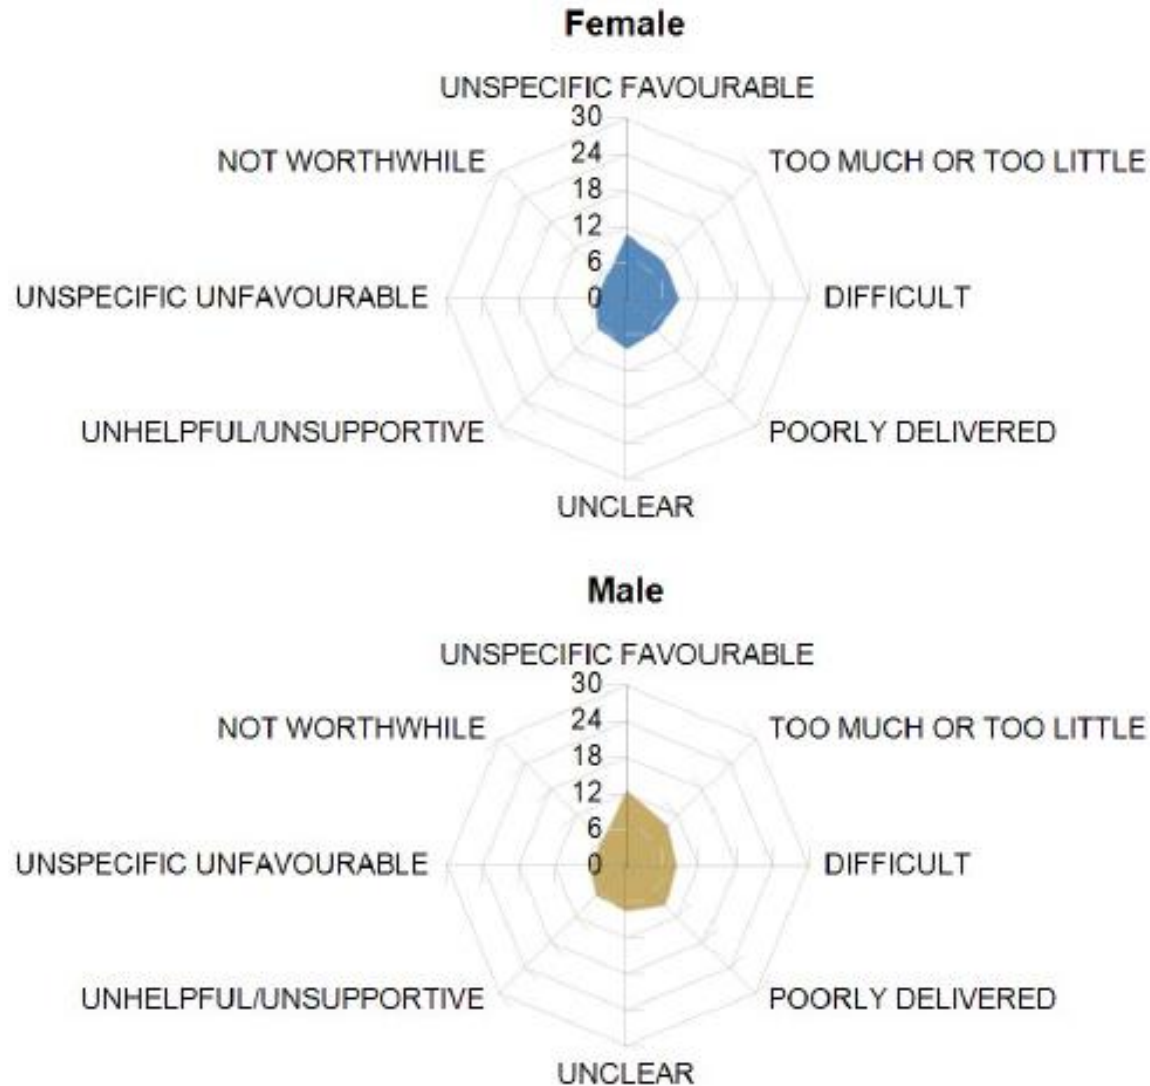 Female
UNSPECIFIC FAVOURABLE
30
NOT WORTHWHILE
TOO MUCH OR TOO LITTLE
24
18
12
6
UNSPECIFIC UNFAVOURABLE
0
DIFFICULT
UNHELPFUL/UNSUPPORTIVE
POORLY DELIVERED
UNCLEAR
Male
UNSPECIFIC FAVOURABLE
30
NOT WORTHWHILE
TOO MUCH OR TOO LITTLE
24
18
12
6
UNSPECIFIC UNFAVOURABLE
0
DIFFICULT
UNHELPFUL/UNSUPPORTIVE
POORLY DELIVERED
UNCLEAR